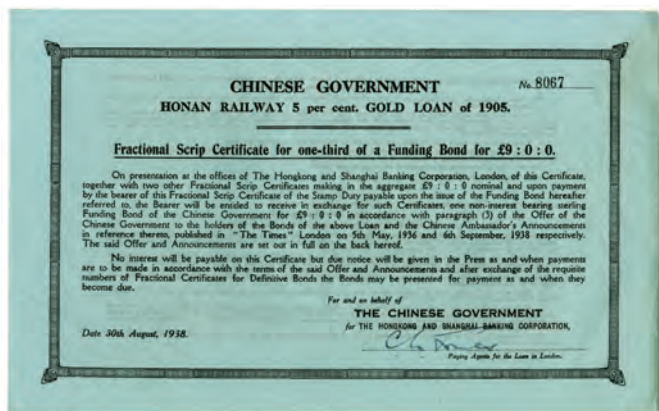 CHINESE GOVERNMENT
No. 8067
HONAN RAILWAY 5 per cent. GOLD LOAN of 1905.
Fractional Scrip Certificate for one-third of a Funding Bond for £9 : 0 : 0.
On presentation at the offices of The Hongkong and Shanghai Banking Corporation, London, of this Certificate,
together with two other Fractional Scrip Certificates making in the aggregate £9 : 0 : 0 nominal and upon payment
by the bearer of this Fractional Scrip Certificate of the Stamp Duty payable upon the issue of the Funding Bond hereafter
referred to, the Bearer will be entitled to receive in exchange for such Certificates, one non-interest bearing sterling
Funding Bond of the Chinese Government for £9 : 0 : 0 in accordance with paragraph (3) of the Offer of the
Chinese Government to the holders of the Bonds of the above Loan and the Chinese Ambassador's Announcements
in reference thereto, published in "The Times" London on 5th May, 1936 and 6th September, 1938 respectively.
The said Offer and Announcements are set out in full on the back hereof.
No interest will be payable on this Certificate but due notice will be given in the Press as and when payments
are to be made in accordance with the terms of the said Offer and Announcements and after exchange of the requisite
numbers of Fractional Certificates for Definitive Bonds the Bonds may be presented for payment as and when they
become due.
For and on behalf of
THE CHINESE GOVERNMENT
for THE HONGKONG AND SHANGHAI BANKING CORPORATION,
Date 30th August, 1938.
Paying Agents for the Loan in London.